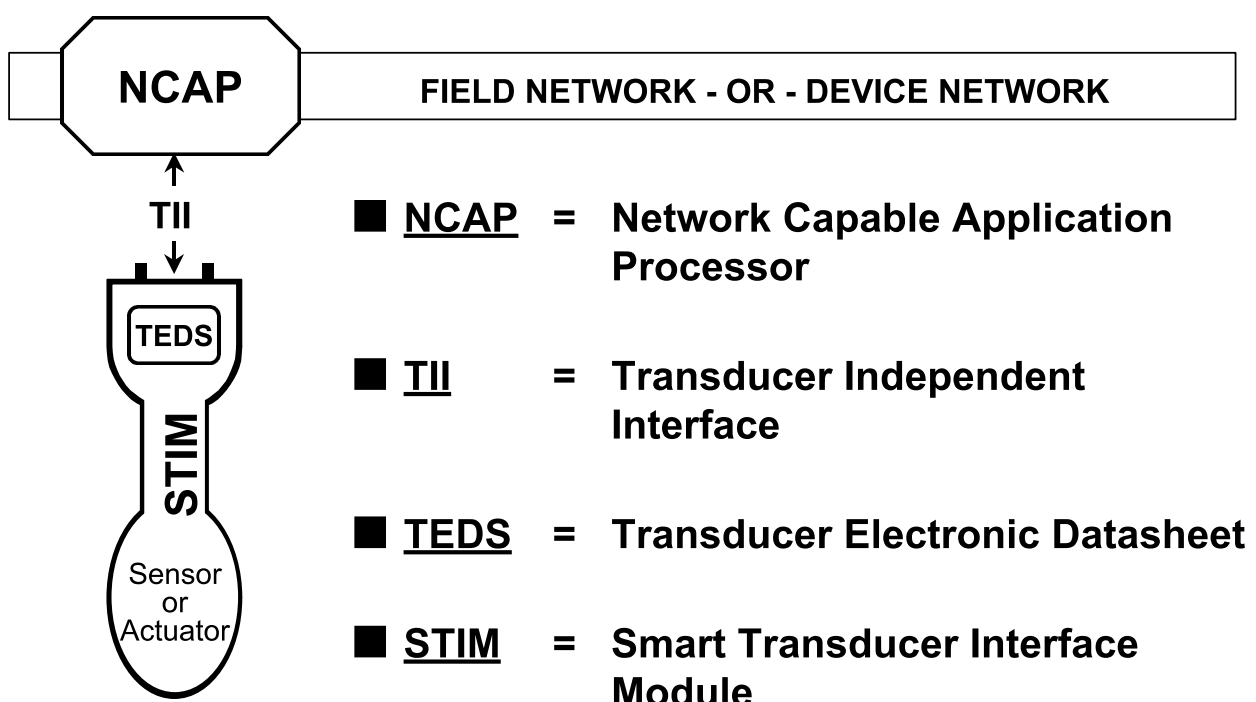 NCAP
FIELD NETWORK - OR - DEVICE NETWORK
TII
TEDS
STIM
Sensor
or
Actuator
■ NCAP = Network Capable Application
Processor
■ TII = Transducer Independent
Interface
■ TEDS = Transducer Electronic Datasheet
■ STIM = Smart Transducer Interface
Module